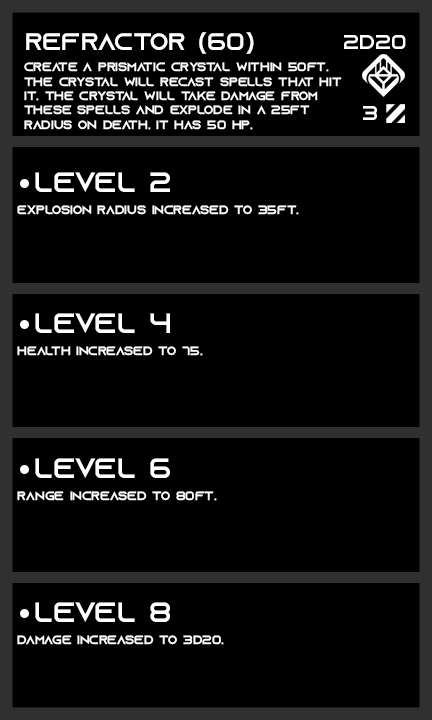 REFRACTOR (60)
2D20
CREATE A PRISMATIC CRYSTAL WITHIN 50FT.
THE CRYSTAL WILL RECAST SPELLS THAT HIT
IT. THE CRYSTAL WILL TAKE DAMAGE FROM
THESE SPELLS AND EXPLODE IN A 25FT
RADIUS ON DEATH. IT HAS 50 HP.
3
•LEVEL 2
EXPLOSION RADIUS INCREASED TO 35FT.
•LEVEL 4
HEALTH INCREASED TO 75.
•LEVEL 6
RANGE INCREASED TO 80FT.
•LEVEL 8
DAMAGE INCREASED TO 3D20.